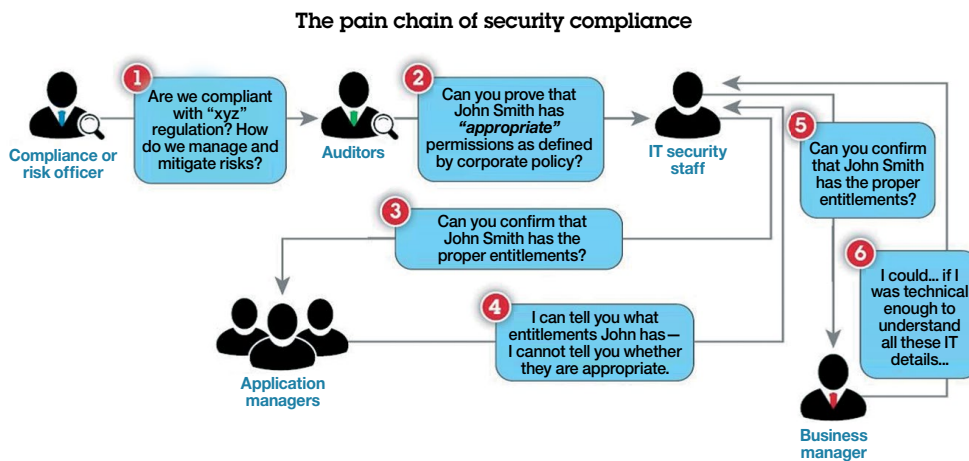 The pain chain of security compliance
1
Are we compliant
with “xyz”
regulation? How
do we manage and
mitigate risks?
Compliance or
risk officer
2
Can you prove that
John Smith has
“appropriate”
permissions as defined
by corporate policy?
Auditors
IT security
staff
3
Can you confirm that
John Smith has the
proper entitlements?
4
I can tell you what
entitlements John has—
I cannot tell you whether
they are appropriate.
Application
managers
5
Can you confirm
that John Smith
has the proper
entitlements?
6
I could... if I
was technical
enough to
understand
all these IT
details...
Business
manager